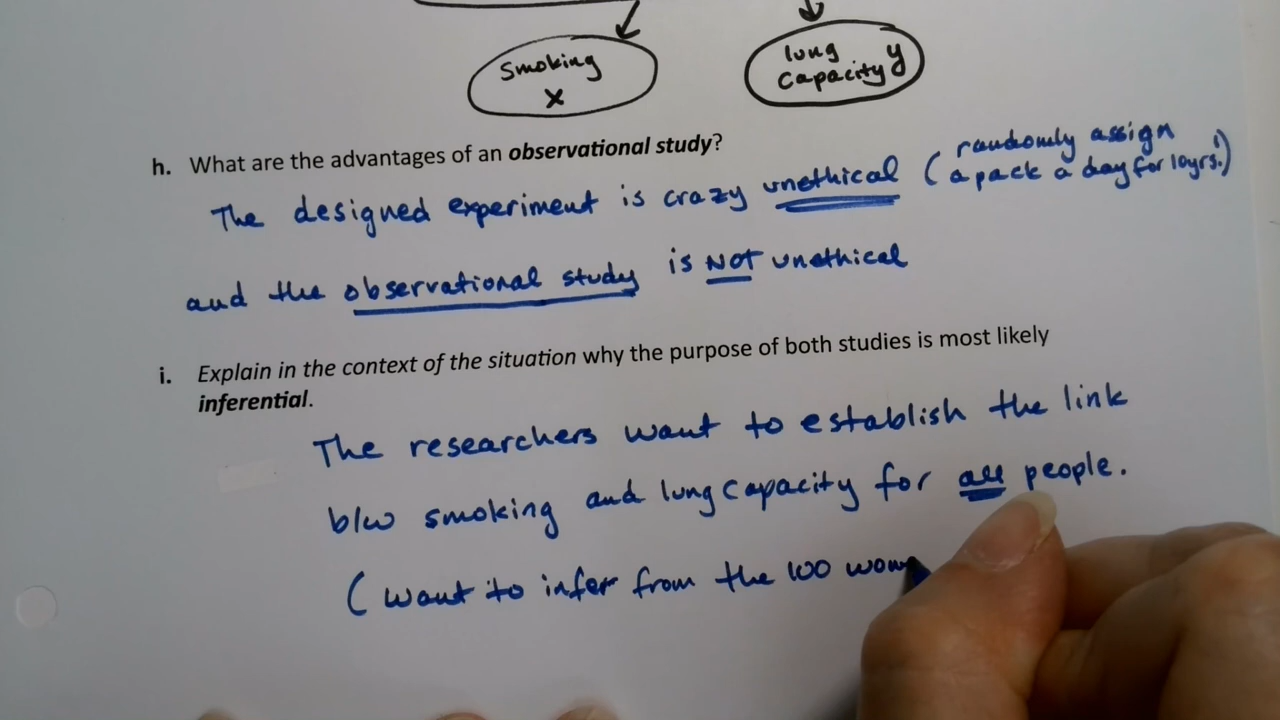 smoking
x
lung y
capacity
h. What are the advantages of an observational study?
The designed experiment is crazy unethical ( randomly assign
a pack a day for 10yrs.!)
and the observational study is NOT unethical
i. Explain in the context of the situation why the purpose of both studies is most likely
inferential.
The researchers want to establish the link
b/w smoking and lung capacity for all people.
( want to infer from the 100 wom